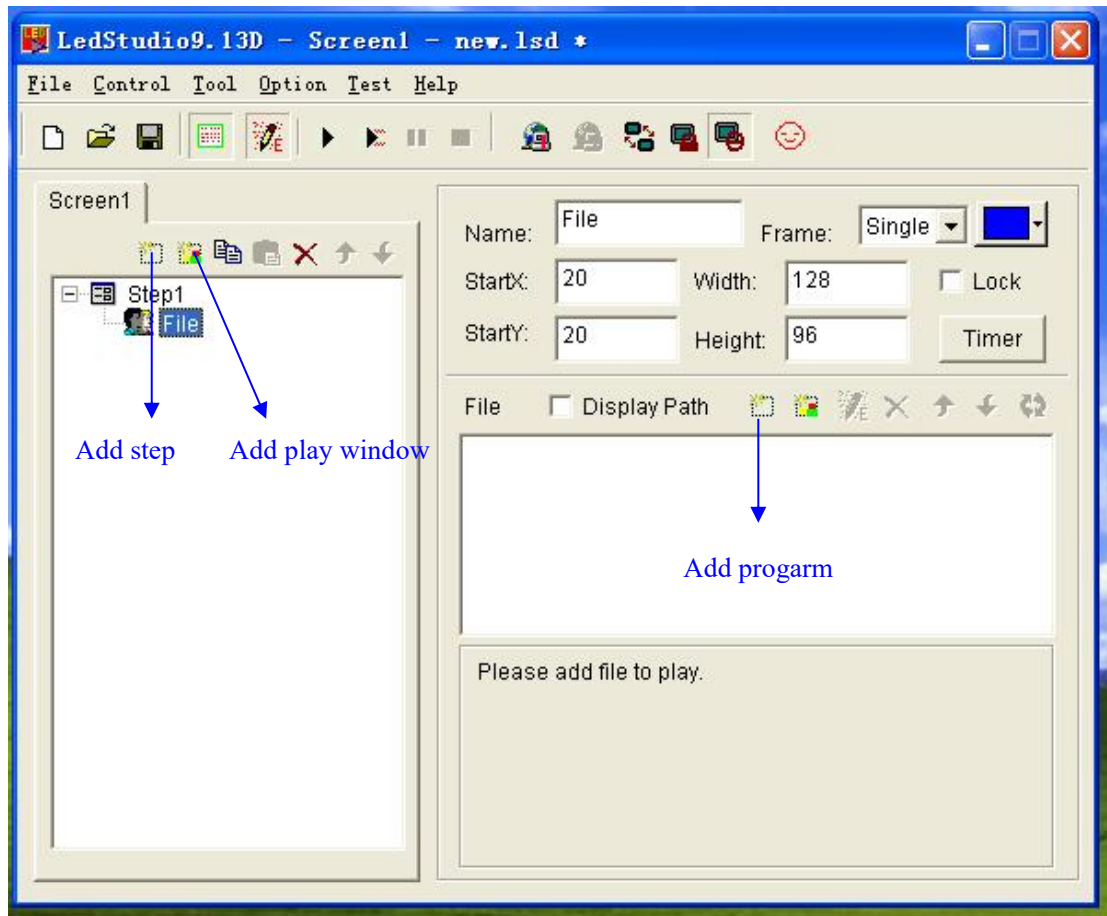 LedStudio9.13D - Screen1 - new.lsd *
File Control Tool Option Test Help
Screen1
Step1
File
Add step Add play window
Name: File Frame: Single
StartX: 20 Width: 128 Lock
StartY: 20 Height: 96 Timer
File Display Path
Add progarm
Please add file to play.